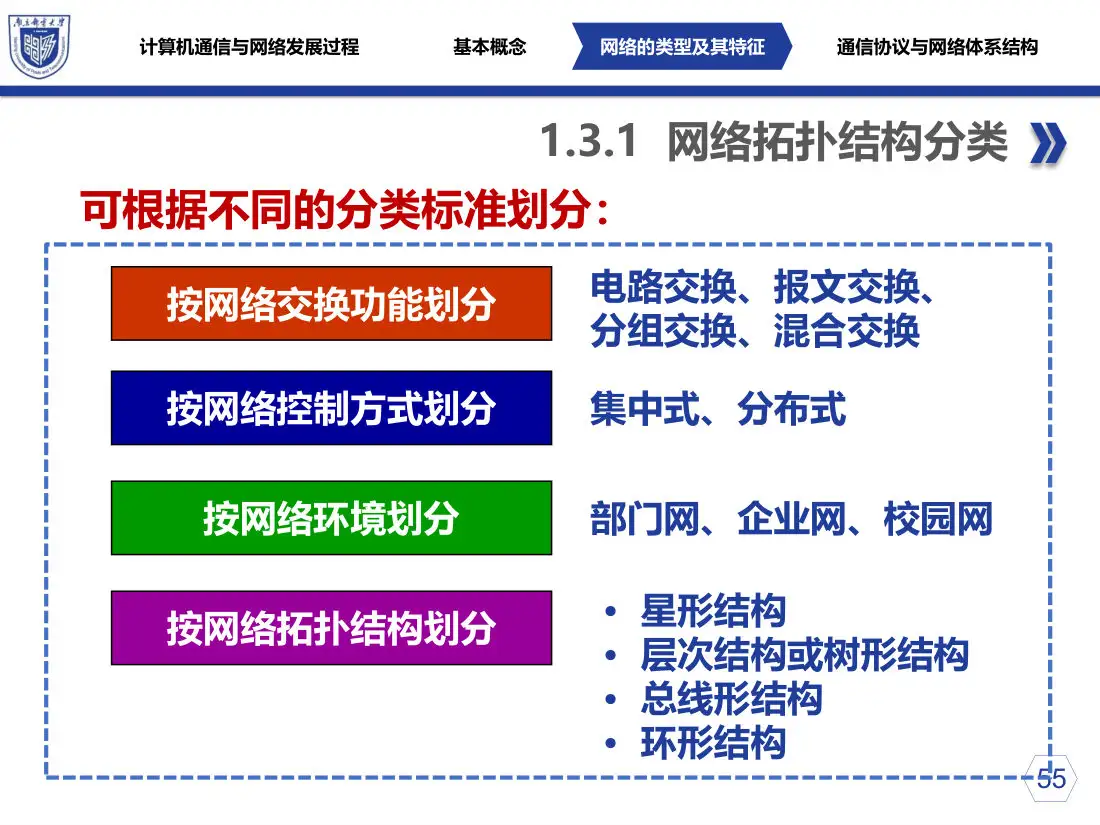 南京邮电大学
计算机通信与网络发展过程
基本概念
网络的类型及其特征
通信协议与网络体系结构
1.3.1 网络拓扑结构分类
可根据不同的分类标准划分：
按网络交换功能划分
电路交换、报文交换、
分组交换、混合交换
按网络控制方式划分
集中式、分布式
按网络环境划分
部门网、企业网、校园网
按网络拓扑结构划分
• 星形结构
• 层次结构或树形结构
• 总线形结构
• 环形结构
55